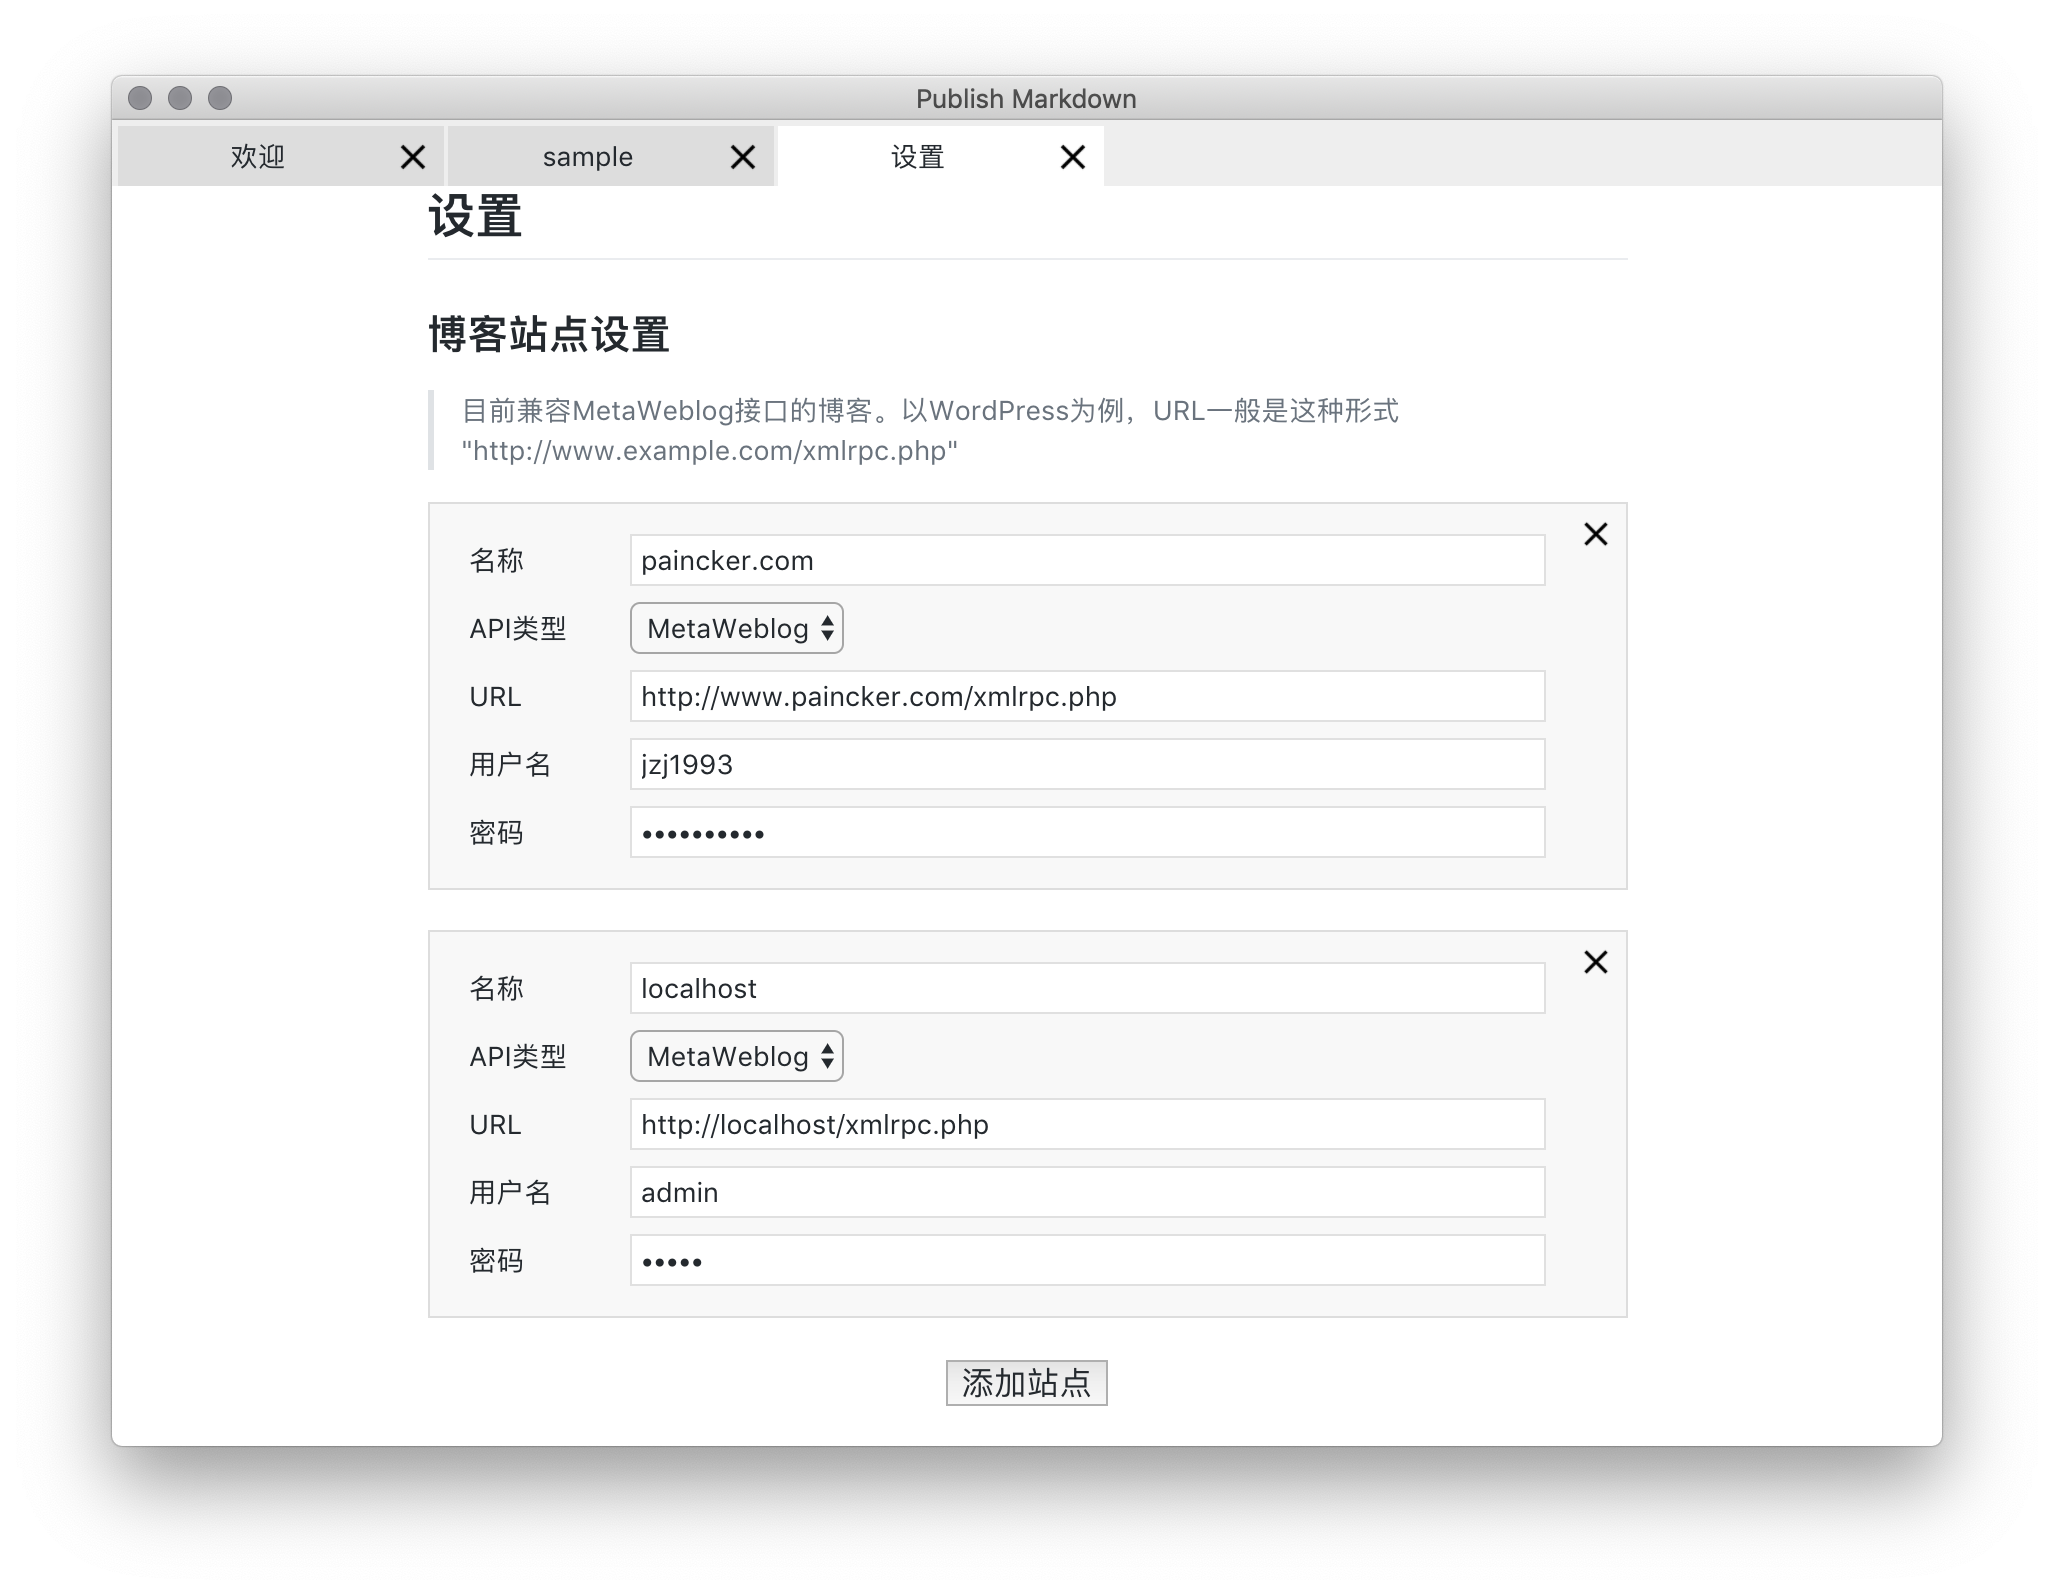 Publish Markdown
欢迎
sample
设置
设置
博客站点设置
目前兼容MetaWeblog接口的博客。以WordPress为例，URL一般是这种形式
"http://www.example.com/xmlrpc.php"
名称 paincker.com
API类型 MetaWeblog
URL http://www.paincker.com/xmlrpc.php
用户名 jzj1993
密码 ••••••••••
名称 localhost
API类型 MetaWeblog
URL http://localhost/xmlrpc.php
用户名 admin
密码 •••••
添加站点